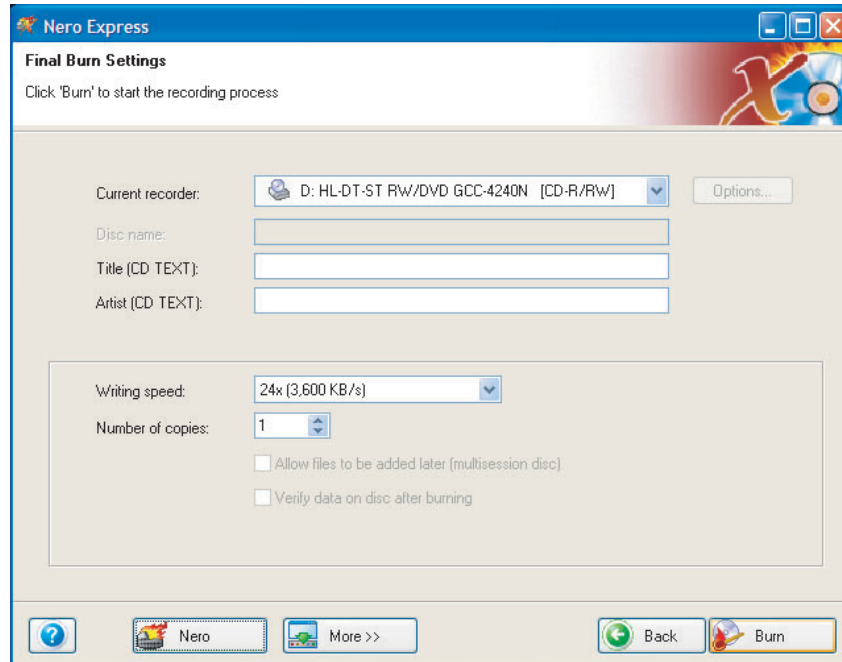 Nero Express
Final Burn Settings
Click 'Burn' to start the recording process
Current recorder: D: HL-DT-ST RW/DVD GCC-4240N [CD-R/RW] Options...
Disc name:
Title (CD TEXT):
Artist (CD TEXT):
Writing speed: 24x (3,600 KB/s)
Number of copies: 1
Allow files to be added later (multisession disc)
Verify data on disc after burning
? Nero More >> Back Burn